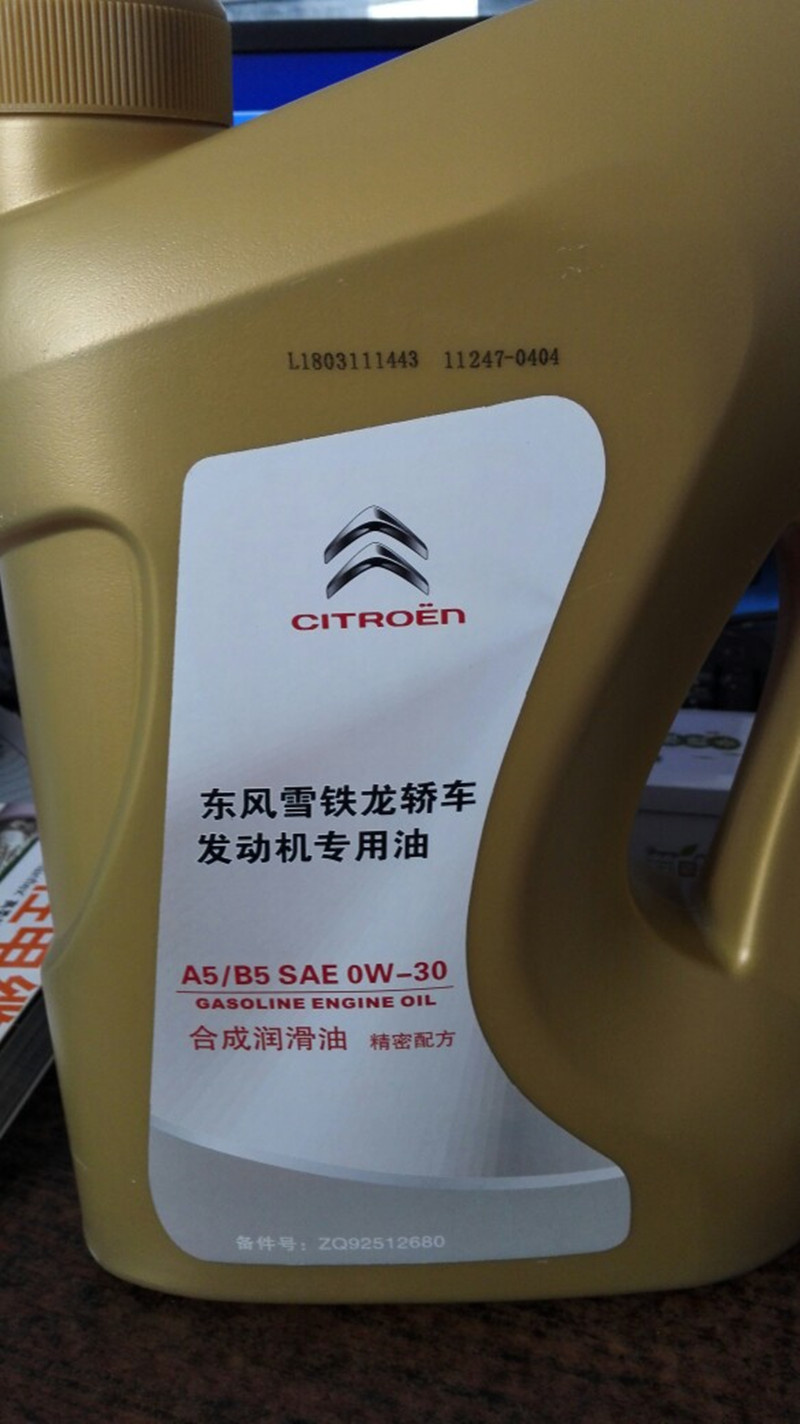 L1803111443 11247-0404
CITROËN
东风雪铁龙轿车
发动机专用油
A5/B5 SAE 0W-30
GASOLINE ENGINE OIL
合成润滑油 精密配方
备件号：ZQ92512680